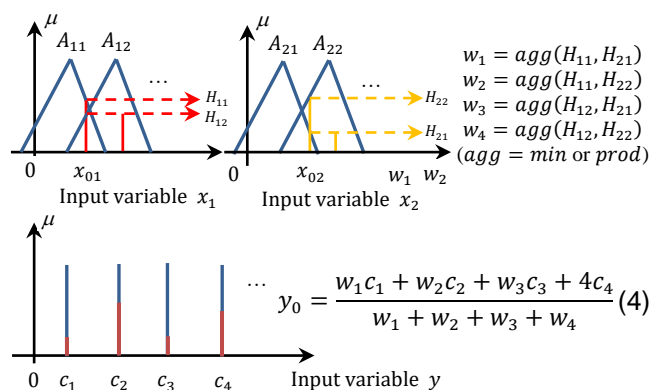 μ
A₁₁ A₁₂
...
H₁₁
H₁₂
0
x₀₁
Input variable x₁
μ
A₂₁ A₂₂
...
H₂₂
H₂₁
0
x₀₂
w₁ w₂
Input variable x₂
w₁ = agg(H₁₁, H₂₁)
w₂ = agg(H₁₁, H₂₂)
w₃ = agg(H₁₂, H₂₁)
w₄ = agg(H₁₂, H₂₂)
(agg = min or prod)
μ
...
0 c₁ c₂ c₃ c₄
Input variable y
y₀ = (w₁c₁ + w₂c₂ + w₃c₃ + 4c₄) / (w₁ + w₂ + w₃ + w₄) (4)